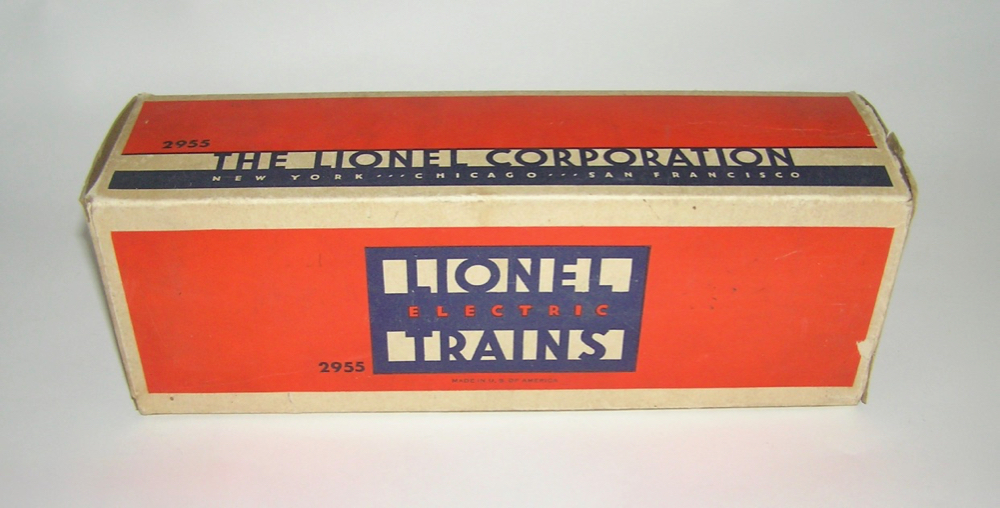 2955
THE LIONEL CORPORATION
NEW YORK --- CHICAGO --- SAN FRANCISCO
LIONEL
ELECTRIC
TRAINS
2955
MADE IN U. S. OF AMERICA